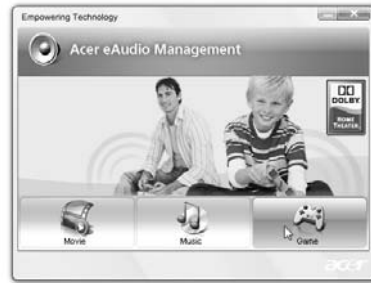 Empowering Technology
Acer eAudio Management
DOLBY
HOME
THEATER
Movie
Music
Game
acer